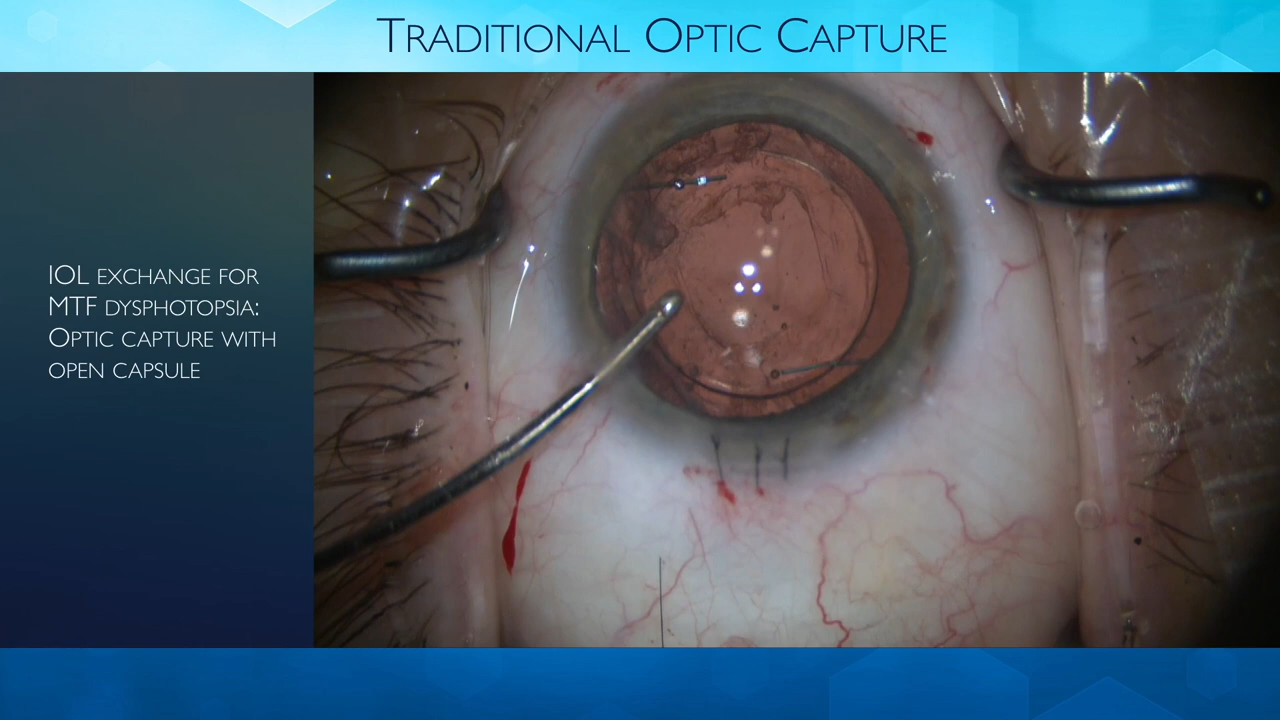 Traditional Optic Capture
IOL exchange for
MTF dysphotopsia:
Optic capture with
open capsule